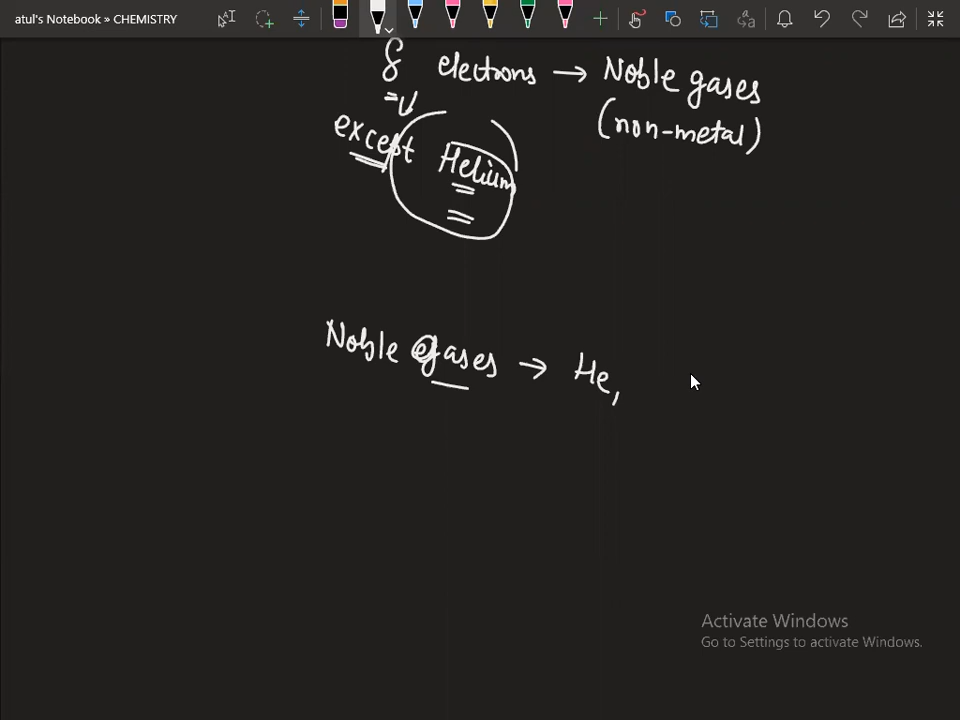 atul's Notebook » CHEMISTRY
8 electrons → Noble gases
(non-metal)
except Helium
Noble gases → He,
Activate Windows
Go to Settings to activate Windows.